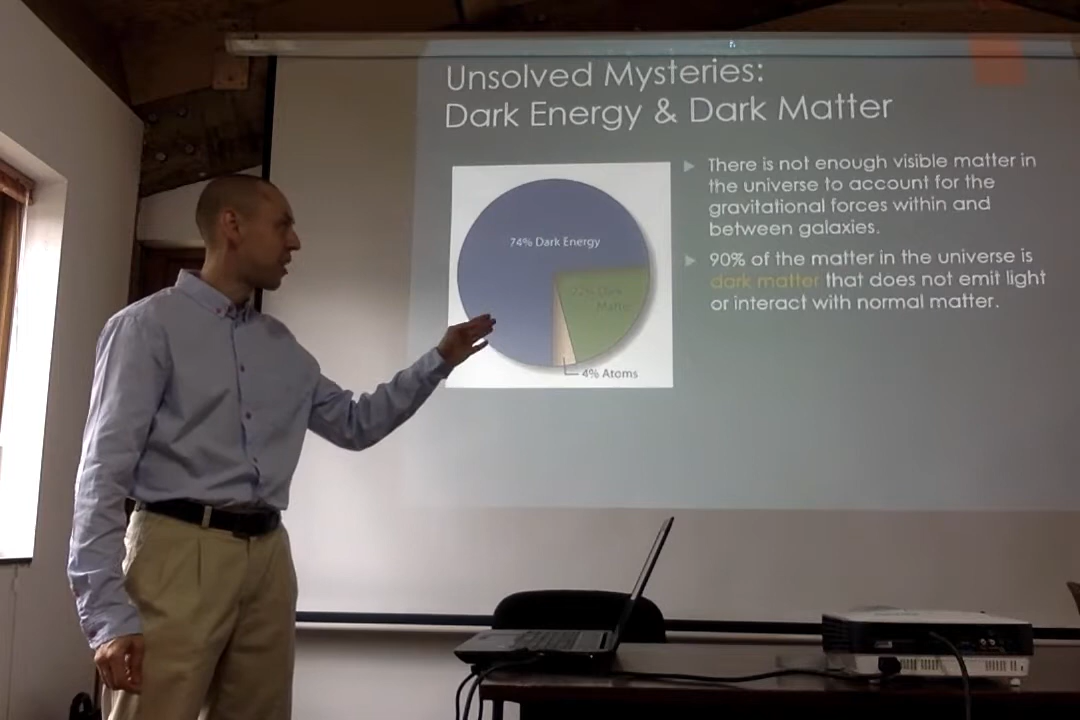 Unsolved Mysteries:
Dark Energy & Dark Matter
There is not enough visible matter in
the universe to account for the
gravitational forces within and
between galaxies.
90% of the matter in the universe is
dark matter that does not emit light
or interact with normal matter.
74% Dark Energy
Dark
Matter
4% Atoms